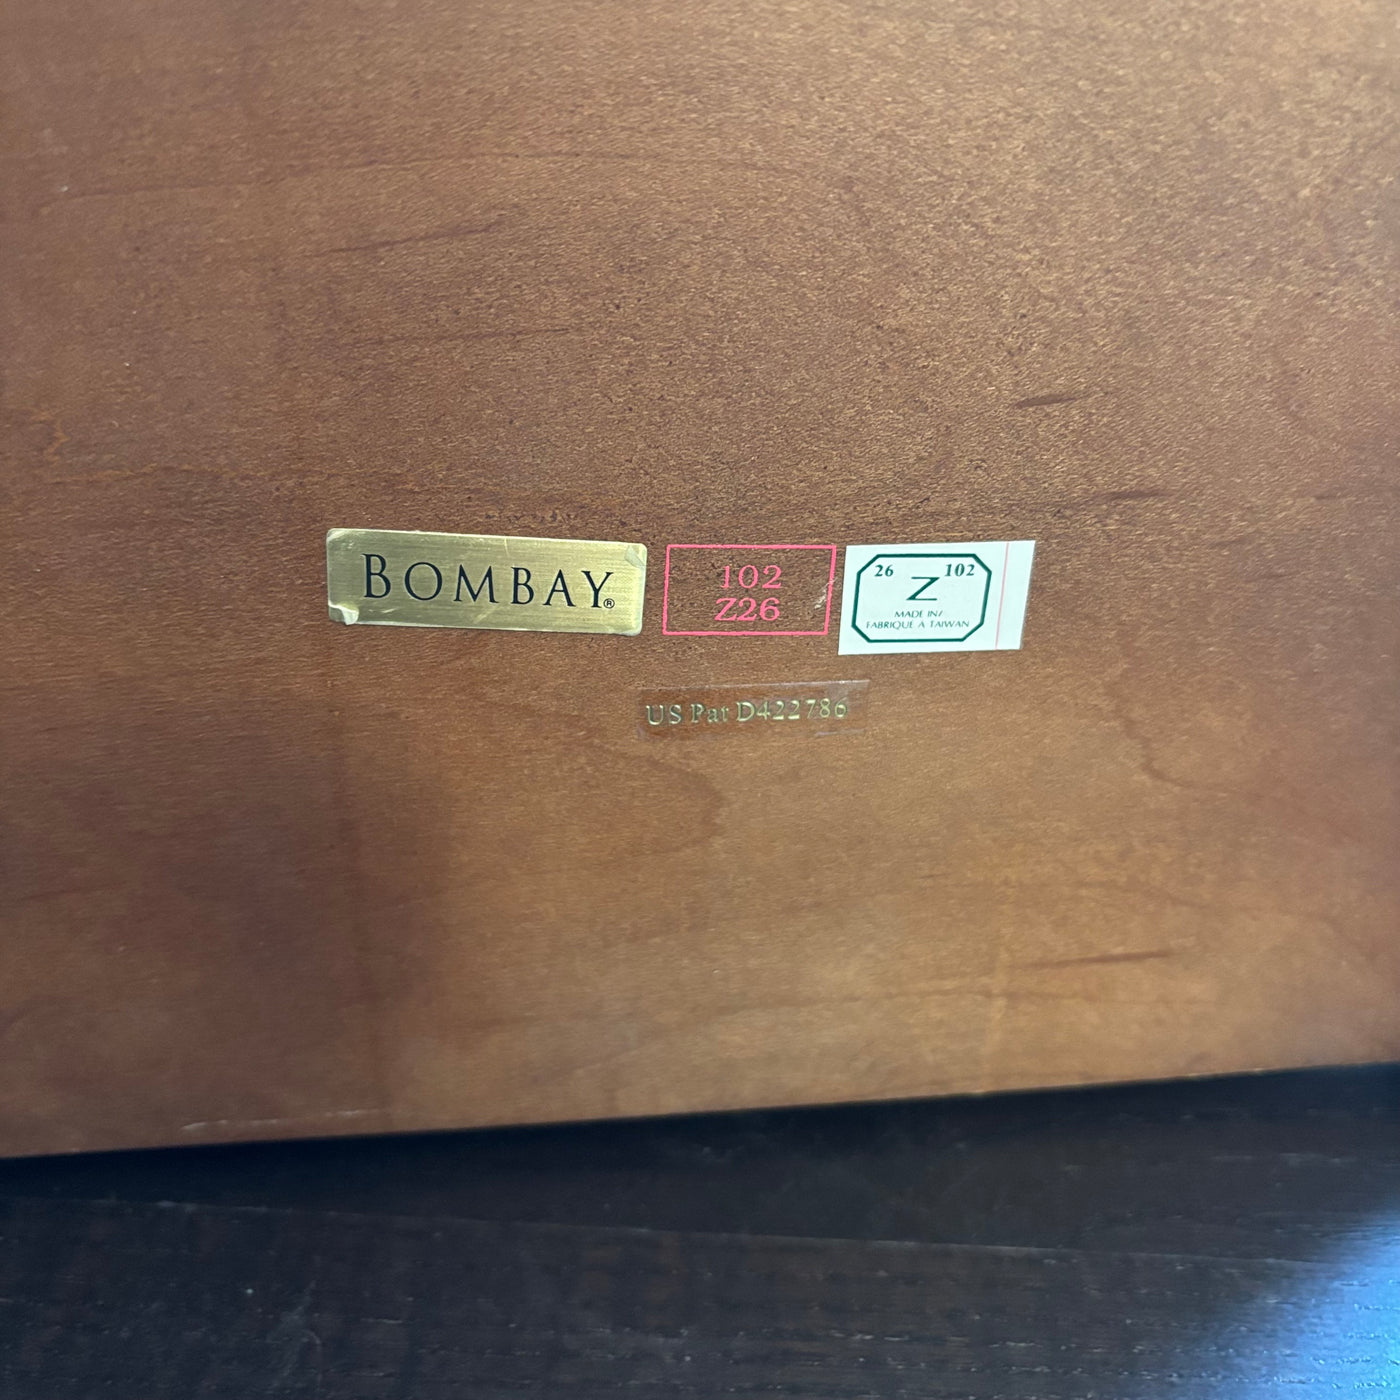 BOMBAY®
102
Z26
26 Z 102
MADE IN/
FABRIQUE A TAIWAN
US Pat D422786